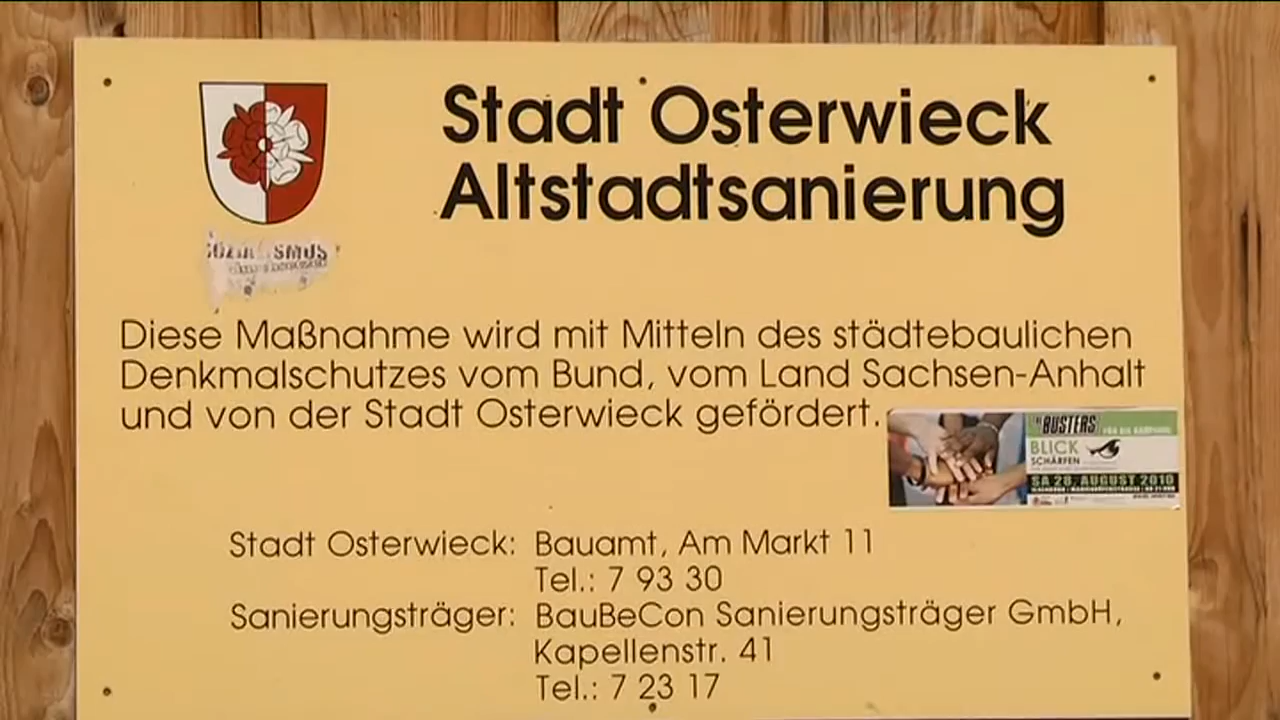 Stadt Osterwieck
Altstadtsanierung
SMUS
Diese Maßnahme wird mit Mitteln des städtebaulichen
Denkmalschutzes vom Bund, vom Land Sachsen-Anhalt
und von der Stadt Osterwieck gefördert.
BUSTERS
BLICK
SCHÄRFEN
SA 28. AUGUST 2010
Stadt Osterwieck: Bauamt, Am Markt 11
Tel.: 7 93 30
Sanierungsträger: BauBeCon Sanierungsträger GmbH,
Kapellenstr. 41
Tel.: 7 23 17